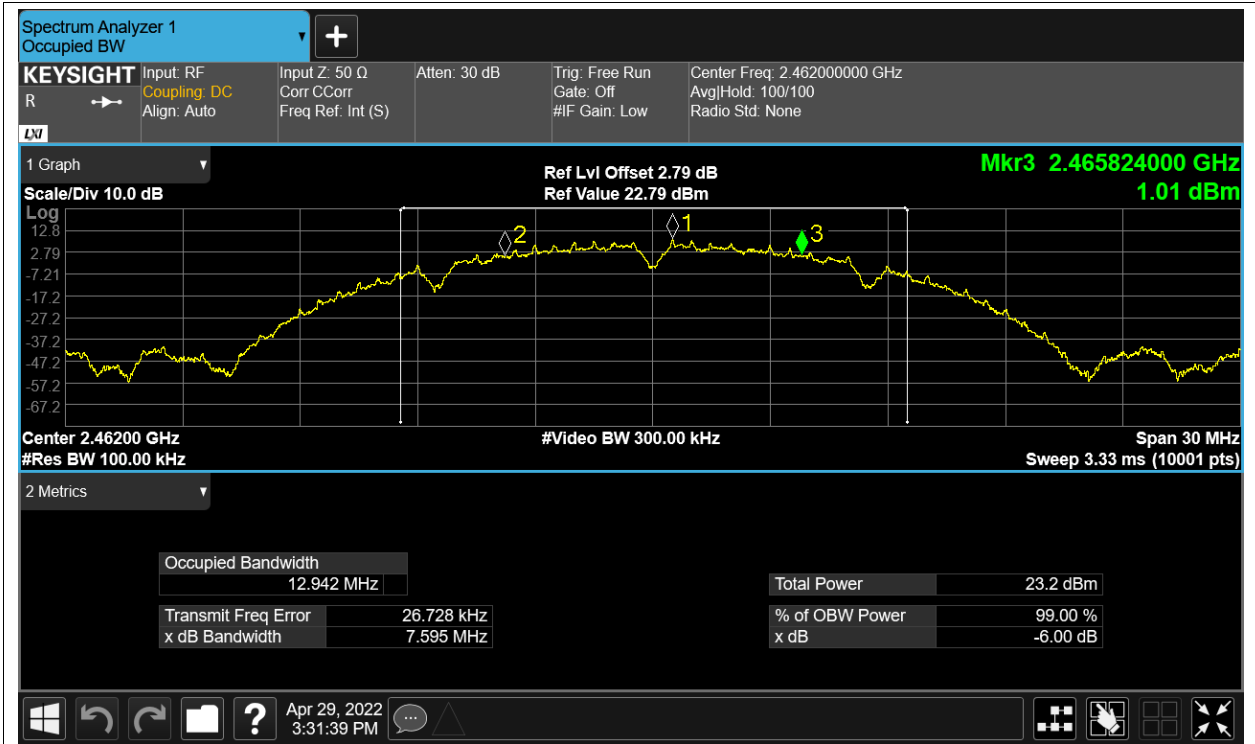 Spectrum Analyzer 1
Occupied BW
KEYSIGHT
R
LXI
Input: RF
Coupling: DC
Align: Auto
Input Z: 50 Ω
Corr CCorr
Freq Ref: Int (S)
Atten: 30 dB
Trig: Free Run
Gate: Off
#IF Gain: Low
Center Freq: 2.462000000 GHz
Avg|Hold: 100/100
Radio Std: None
1 Graph
Scale/Div 10.0 dB
Ref Lvl Offset 2.79 dB
Ref Value 22.79 dBm
Mkr3 2.465824000 GHz
1.01 dBm
Log
12.8
2.79
-7.21
-17.2
-27.2
-37.2
-47.2
-57.2
-67.2
2
1
3
Center 2.46200 GHz
#Res BW 100.00 kHz
#Video BW 300.00 kHz
Span 30 MHz
Sweep 3.33 ms (10001 pts)
2 Metrics
Occupied Bandwidth
12.942 MHz
Transmit Freq Error 26.728 kHz
x dB Bandwidth 7.595 MHz
Total Power 23.2 dBm
% of OBW Power 99.00 %
x dB -6.00 dB
?
Apr 29, 2022
3:31:39 PM